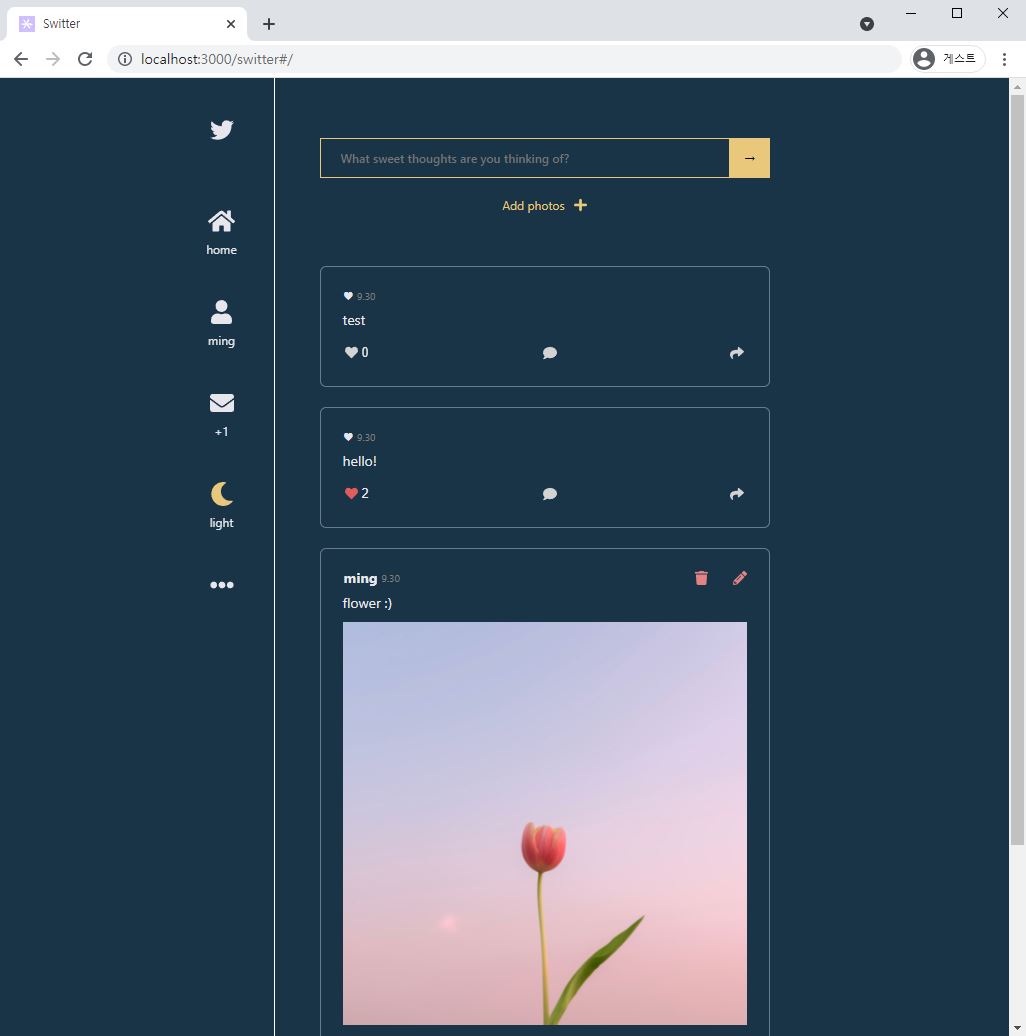 Switter
localhost:3000/switter#/
게스트
What sweet thoughts are you thinking of?
→
Add photos +
home
ming
+1
light
9.30
test
0
9.30
hello!
2
ming 9.30
flower :)